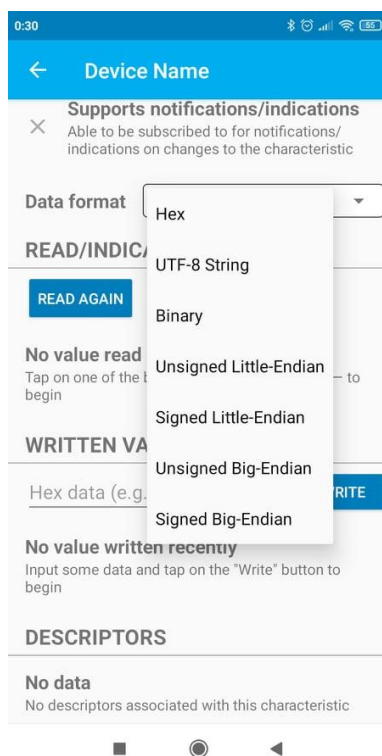 0:30
55
Device Name
Supports notifications/indications
Able to be subscribed to for notifications/
indications on changes to the characteristic
Data format
Hex
UTF-8 String
Binary
Unsigned Little-Endian
Signed Little-Endian
Unsigned Big-Endian
Signed Big-Endian
READ/INDICA
READ AGAIN
No value read
Tap on one of the b – to
begin
WRITTEN VA
Hex data (e.g. RITE
No value written recently
Input some data and tap on the "Write" button to
begin
DESCRIPTORS
No data
No descriptors associated with this characteristic